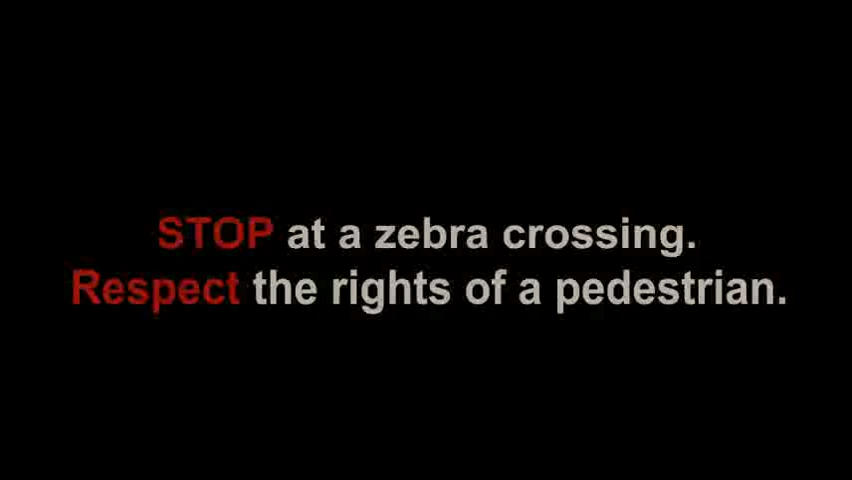 STOP at a zebra crossing.
Respect the rights of a pedestrian.